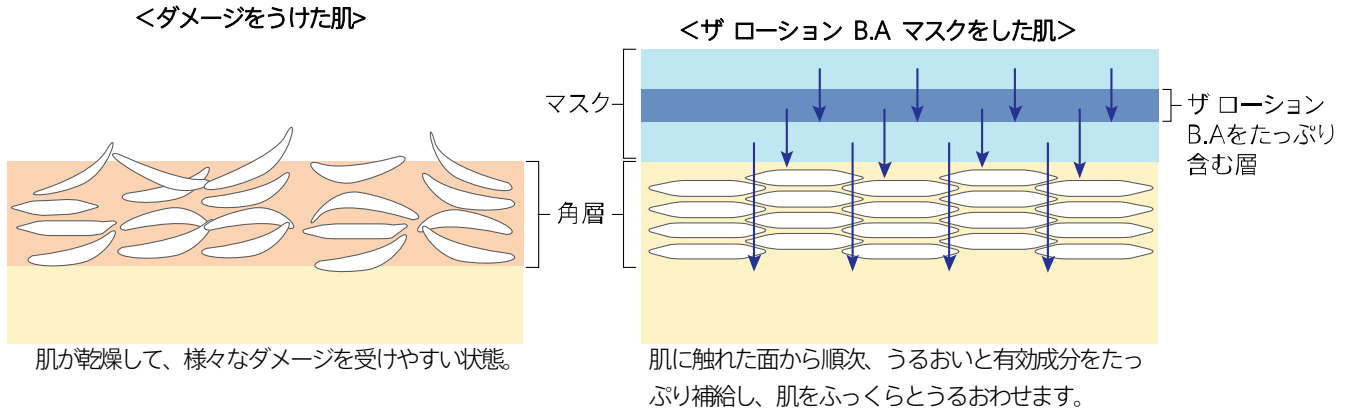 ＜ダメージをうけた肌＞
＜ザ ローション B.A マスクをした肌＞
マスク
ザ ローション
B.Aをたっぷり
含む層
角層
肌が乾燥して、様々なダメージを受けやすい状態。
肌に触れた面から順次、うるおいと有効成分をたっ
ぷり補給し、肌をふっくらとうるおわせます。